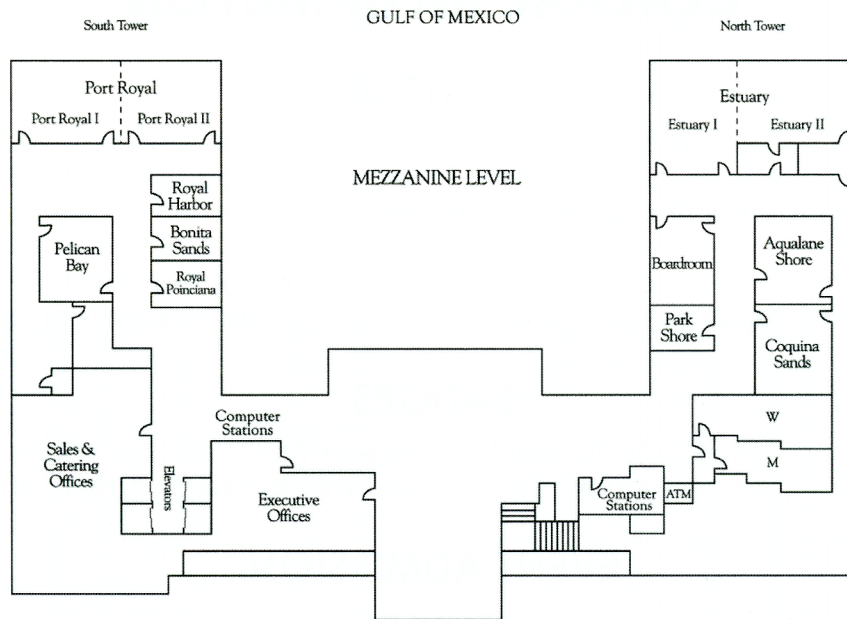 GULF OF MEXICO
South Tower
North Tower
Port Royal
Port Royal I
Port Royal II
Estuary
Estuary I
Estuary II
MEZZANINE LEVEL
Royal
Harbor
Bonita
Sands
Royal
Poinciana
Pelican
Bay
Boardroom
Aqualane
Shore
Park
Shore
Coquina
Sands
Computer
Stations
W
M
Sales &
Catering
Offices
Elevators
Executive
Offices
Computer
Stations
ATM